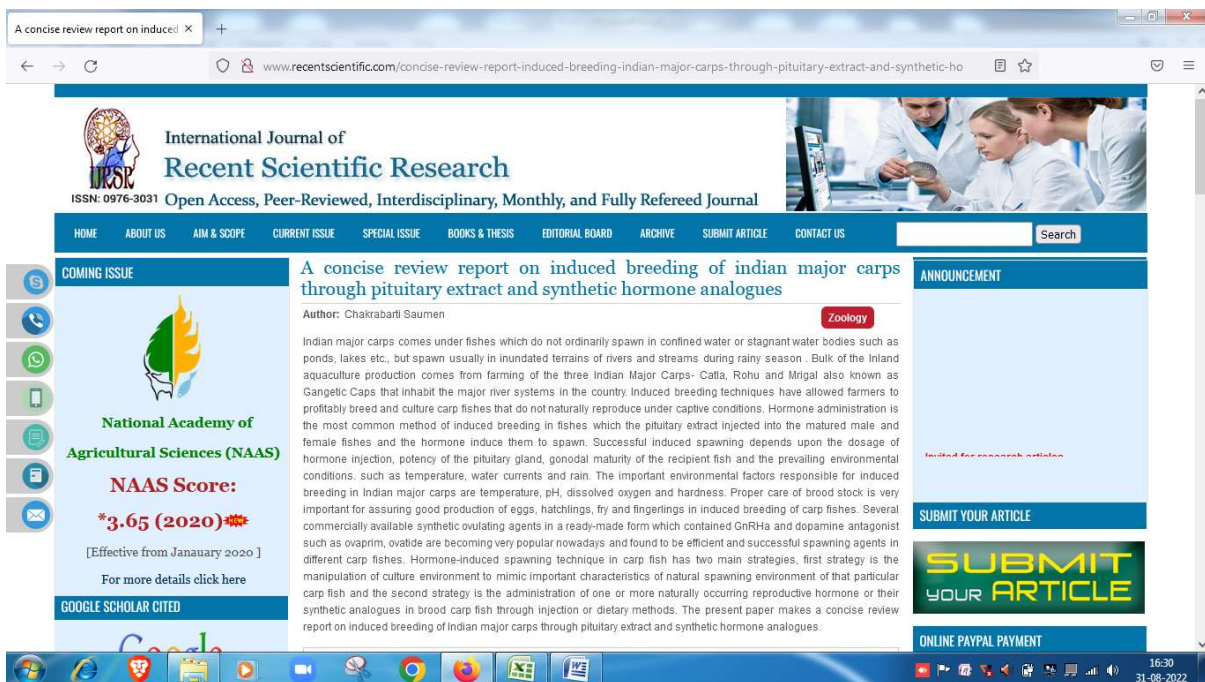 A concise review report on induced
www.recentscientific.com/concise-review-report-induced-breeding-indian-major-carps-through-pituitary-extract-and-synthetic-ho
IJRSR
ISSN: 0976-3031
International Journal of
Recent Scientific Research
Open Access, Peer-Reviewed, Interdisciplinary, Monthly, and Fully Refereed Journal
HOME ABOUT US AIM & SCOPE CURRENT ISSUE SPECIAL ISSUE BOOKS & THESIS EDITORIAL BOARD ARCHIVE SUBMIT ARTICLE CONTACT US Search
COMING ISSUE
National Academy of
Agricultural Sciences (NAAS)
NAAS Score:
*3.65 (2020) NEW
[Effective from Janauary 2020 ]
For more details click here
GOOGLE SCHOLAR CITED
Google
A concise review report on induced breeding of indian major carps
through pituitary extract and synthetic hormone analogues
Author: Chakrabarti Saumen
Zoology
Indian major carps comes under fishes which do not ordinarily spawn in confined water or stagnant water bodies such as
ponds, lakes etc., but spawn usually in inundated terrains of rivers and streams during rainy season . Bulk of the Inland
aquaculture production comes from farming of the three Indian Major Carps- Catla, Rohu and Mrigal also known as
Gangetic Caps that inhabit the major river systems in the country. Induced breeding techniques have allowed farmers to
profitably breed and culture carp fishes that do not naturally reproduce under captive conditions. Hormone administration is
the most common method of induced breeding in fishes which the pituitary extract injected into the matured male and
female fishes and the hormone induce them to spawn. Successful induced spawning depends upon the dosage of
hormone injection, potency of the pituitary gland, gonodal maturity of the recipient fish and the prevailing environmental
conditions. such as temperature, water currents and rain. The important environmental factors responsible for induced
breeding in Indian major carps are temperature, pH, dissolved oxygen and hardness. Proper care of brood stock is very
important for assuring good production of eggs, hatchlings, fry and fingerlings in induced breeding of carp fishes. Several
commercially available synthetic ovulating agents in a ready-made form which contained GnRHa and dopamine antagonist
such as ovaprim, ovatide are becoming very popular nowadays and found to be efficient and successful spawning agents in
different carp fishes. Hormone-induced spawning technique in carp fish has two main strategies, first strategy is the
manipulation of culture environment to mimic important characteristics of natural spawning environment of that particular
carp fish and the second strategy is the administration of one or more naturally occurring reproductive hormone or their
synthetic analogues in brood carp fish through injection or dietary methods. The present paper makes a concise review
report on induced breeding of Indian major carps through pituitary extract and synthetic hormone analogues.
ANNOUNCEMENT
Invited for research articles
SUBMIT YOUR ARTICLE
SUBMIT
YOUR ARTICLE
ONLINE PAYPAL PAYMENT
16:30
31-08-2022